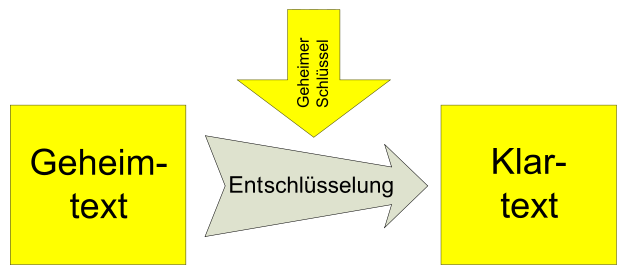 Geheimer
Schlüssel
Geheim-
text
Entschlüsselung
Klar-
text